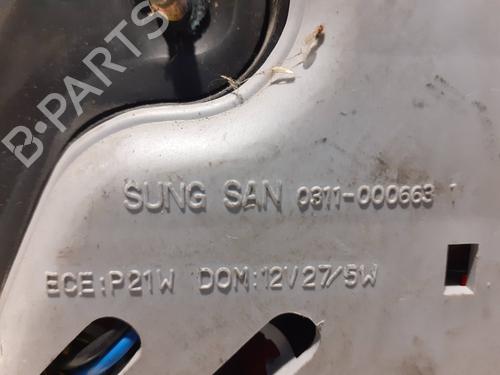 B-PARTS
SUNG SAN 0311-000663
ECE:P21W DOM:12V27/5W